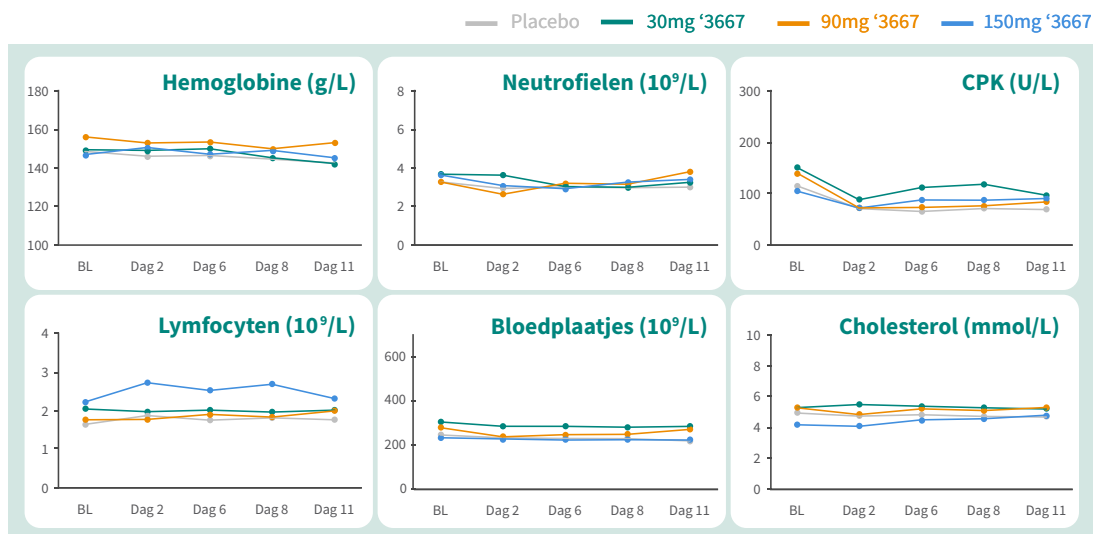 Placebo 30mg ‘3667 90mg ‘3667 150mg ‘3667
Hemoglobine (g/L)
180
160
140
120
100
BL Dag 2 Dag 6 Dag 8 Dag 11
Neutrofielen (10⁹/L)
8
6
4
2
0
BL Dag 2 Dag 6 Dag 8 Dag 11
CPK (U/L)
300
200
100
0
BL Dag 2 Dag 6 Dag 8 Dag 11
Lymfocyten (10⁹/L)
4
3
2
1
0
BL Dag 2 Dag 6 Dag 8 Dag 11
Bloedplaatjes (10⁹/L)
600
400
200
0
BL Dag 2 Dag 6 Dag 8 Dag 11
Cholesterol (mmol/L)
10
8
6
4
2
0
BL Dag 2 Dag 6 Dag 8 Dag 11